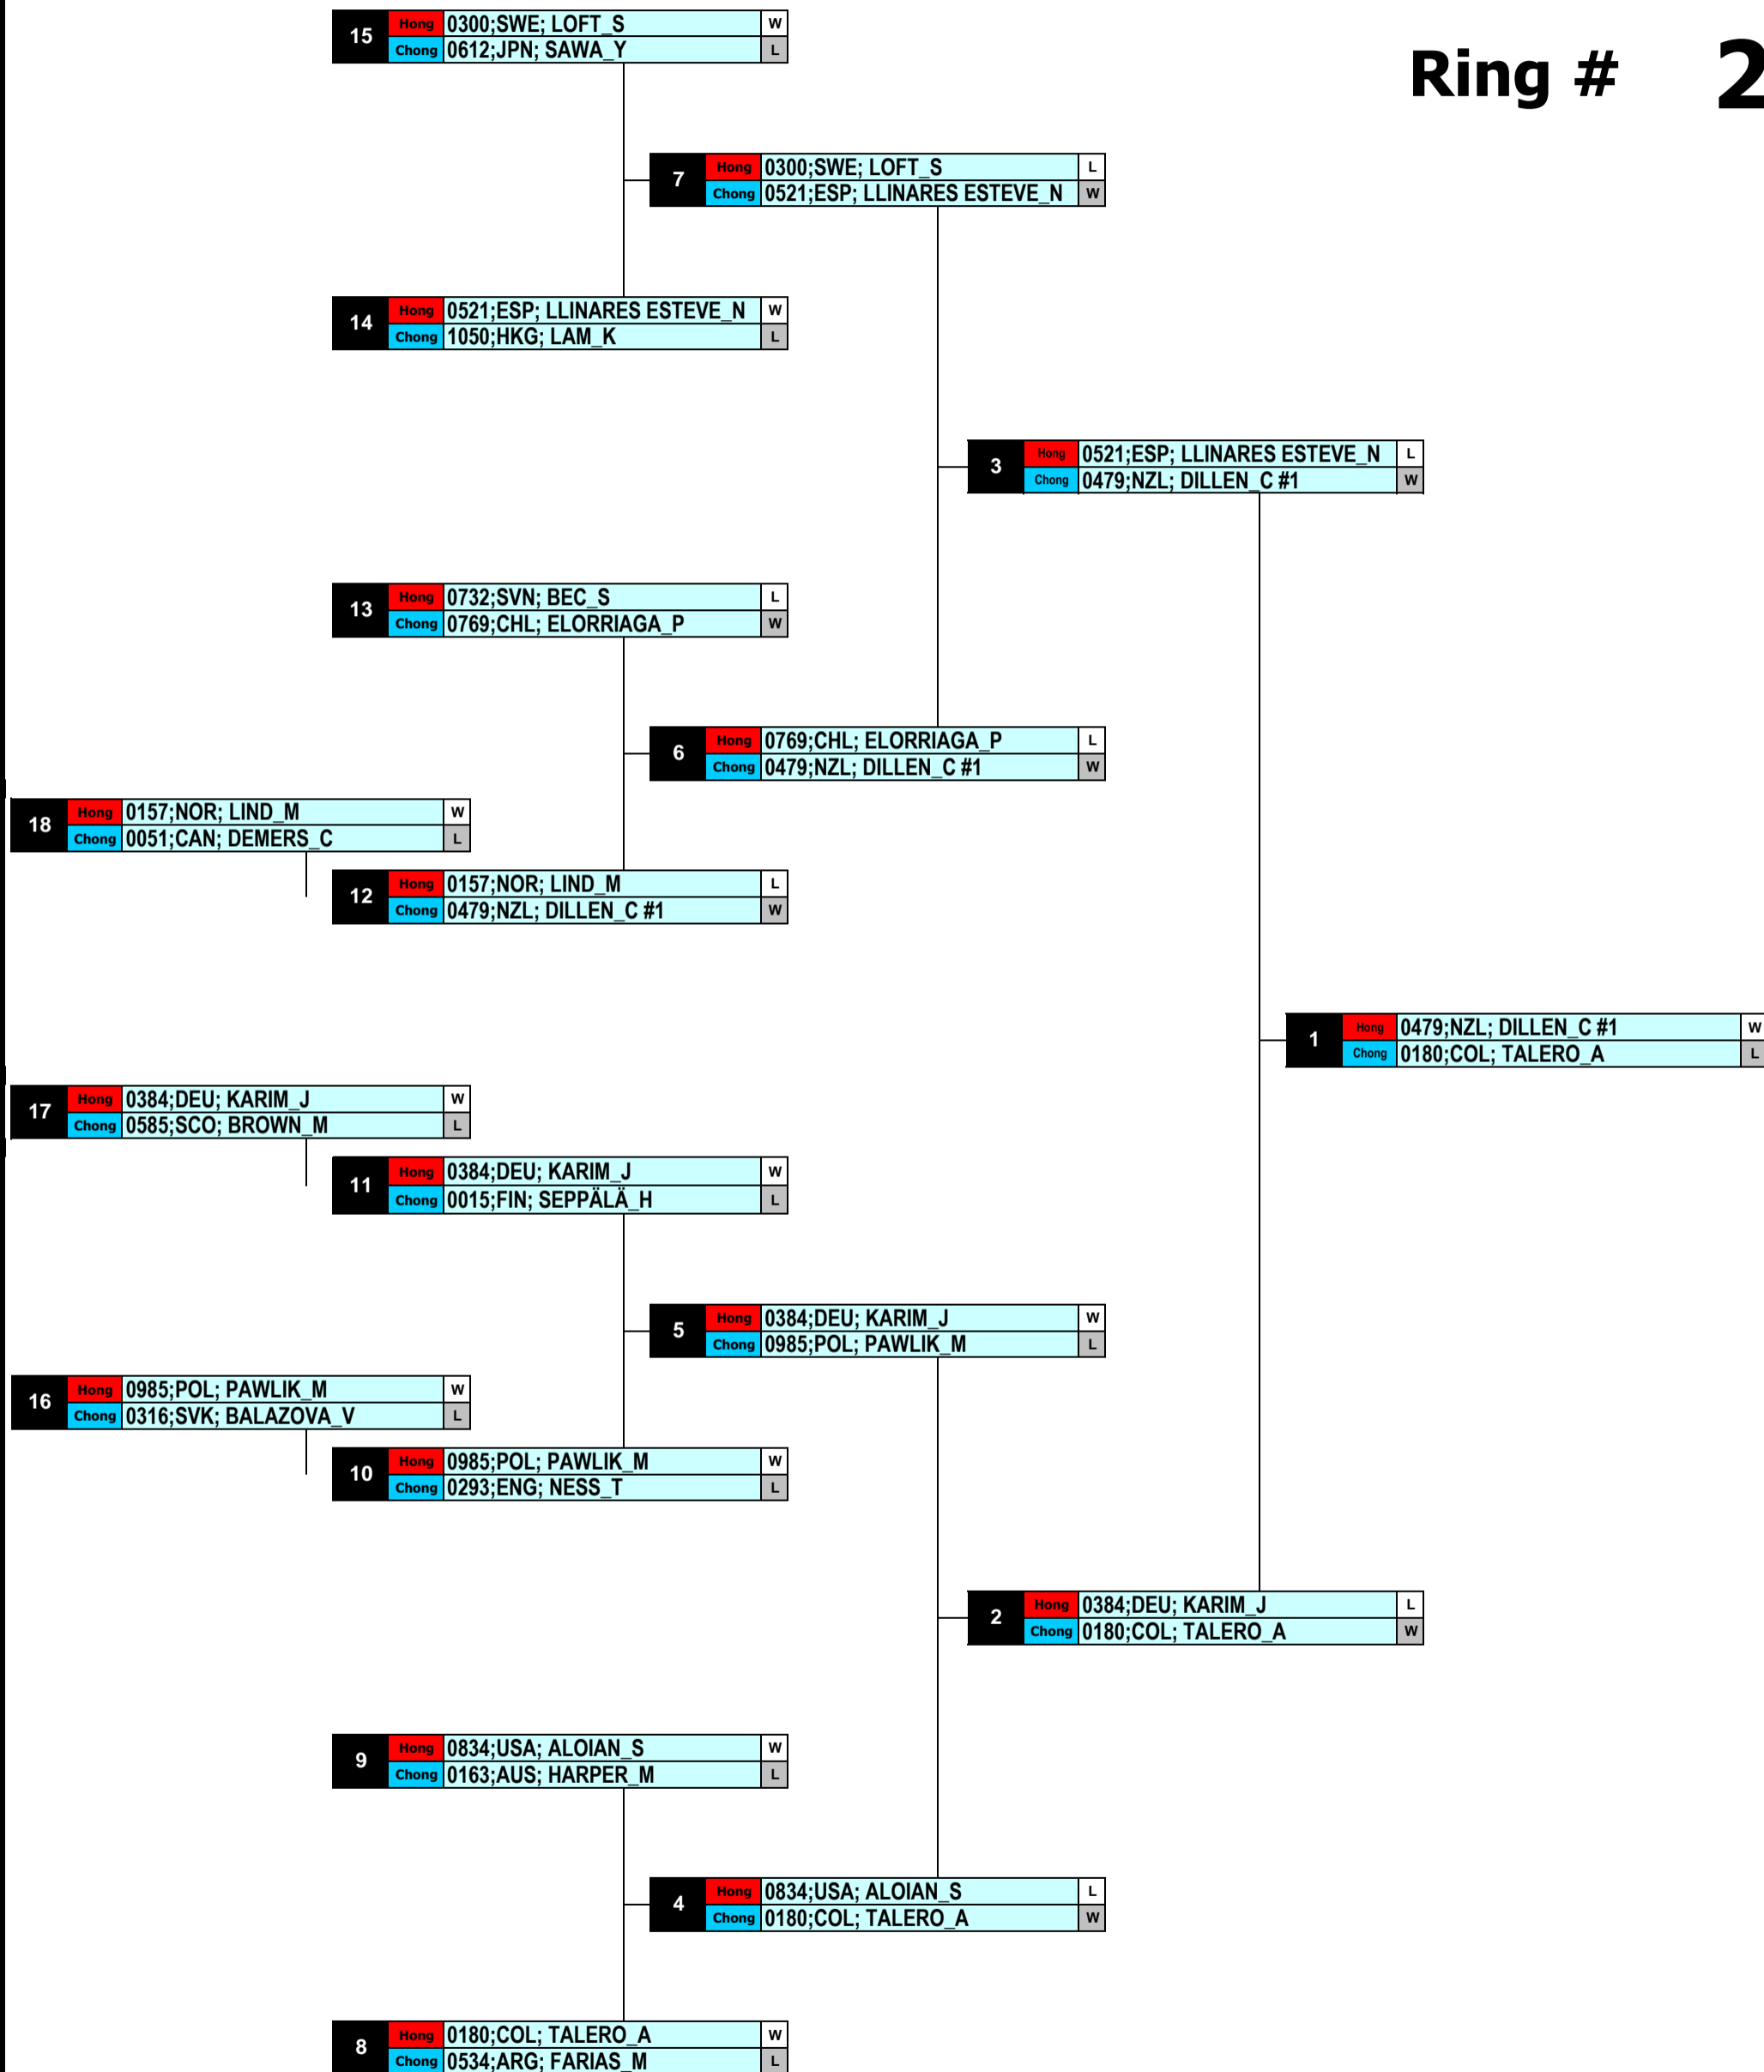 15 Hong 0300;SWE; LOFT_S W
Chong 0612;JPN; SAWA_Y L
Ring # 2
7 Hong 0300;SWE; LOFT_S L
Chong 0521;ESP; LLINARES ESTEVE_N W
14 Hong 0521;ESP; LLINARES ESTEVE_N W
Chong 1050;HKG; LAM_K L
3 Hong 0521;ESP; LLINARES ESTEVE_N L
Chong 0479;NZL; DILLEN_C #1 W
13 Hong 0732;SVN; BEC_S L
Chong 0769;CHL; ELORRIAGA_P W
6 Hong 0769;CHL; ELORRIAGA_P L
Chong 0479;NZL; DILLEN_C #1 W
18 Hong 0157;NOR; LIND_M W
Chong 0051;CAN; DEMERS_C L
12 Hong 0157;NOR; LIND_M L
Chong 0479;NZL; DILLEN_C #1 W
1 Hong 0479;NZL; DILLEN_C #1 W
Chong 0180;COL; TALERO_A L
17 Hong 0384;DEU; KARIM_J W
Chong 0585;SCO; BROWN_M L
11 Hong 0384;DEU; KARIM_J W
Chong 0015;FIN; SEPPÄLÄ_H L
5 Hong 0384;DEU; KARIM_J W
Chong 0985;POL; PAWLIK_M L
16 Hong 0985;POL; PAWLIK_M W
Chong 0316;SVK; BALAZOVA_V L
10 Hong 0985;POL; PAWLIK_M W
Chong 0293;ENG; NESS_T L
2 Hong 0384;DEU; KARIM_J L
Chong 0180;COL; TALERO_A W
9 Hong 0834;USA; ALOIAN_S W
Chong 0163;AUS; HARPER_M L
4 Hong 0834;USA; ALOIAN_S L
Chong 0180;COL; TALERO_A W
8 Hong 0180;COL; TALERO_A W
Chong 0534;ARG; FARIAS_M L